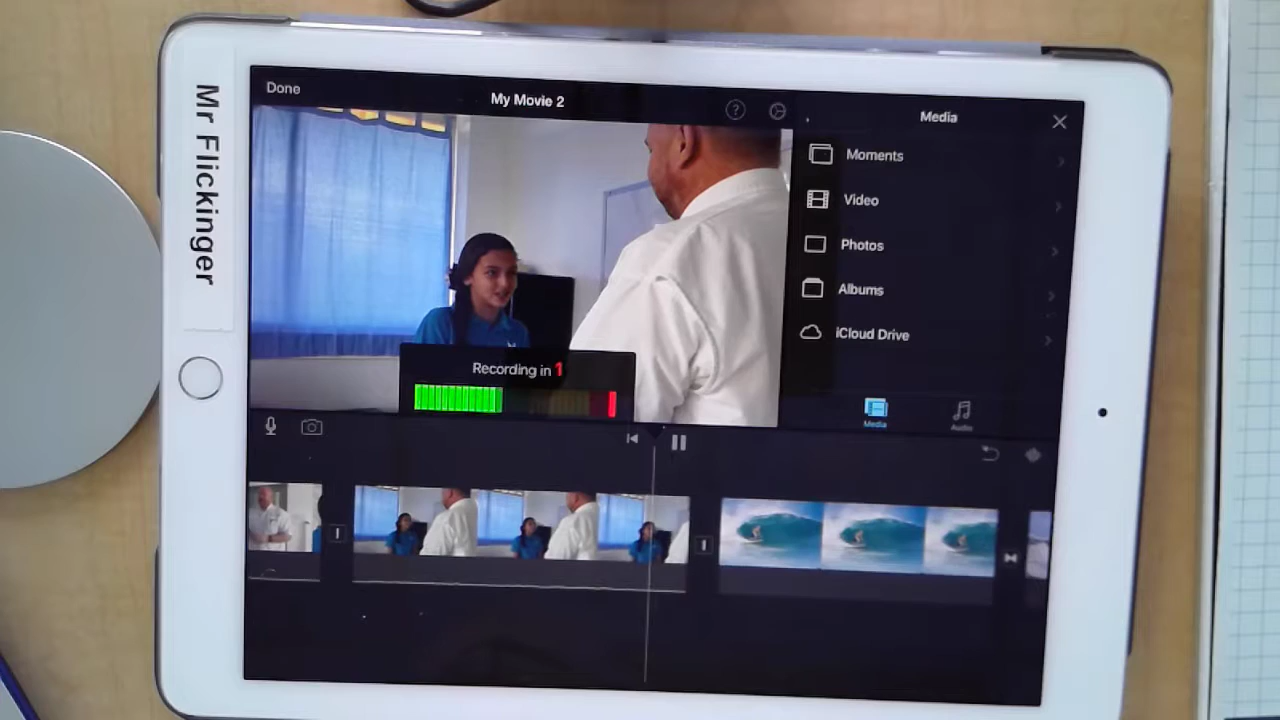 Mr Flickinger
Done
My Movie 2
?
Media
Moments
Video
Photos
Albums
iCloud Drive
Recording in 1
Media
Audio